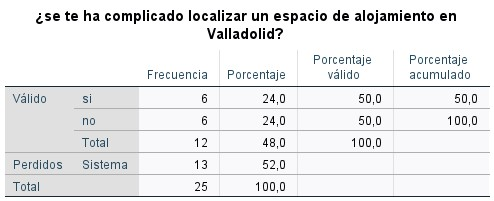 ¿se te ha complicado localizar un espacio de alojamiento en
Valladolid?
Frecuencia Porcentaje Porcentaje válido Porcentaje acumulado
Válido si 6 24,0 50,0 50,0
no 6 24,0 50,0 100,0
Total 12 48,0 100,0
Perdidos Sistema 13 52,0
Total 25 100,0